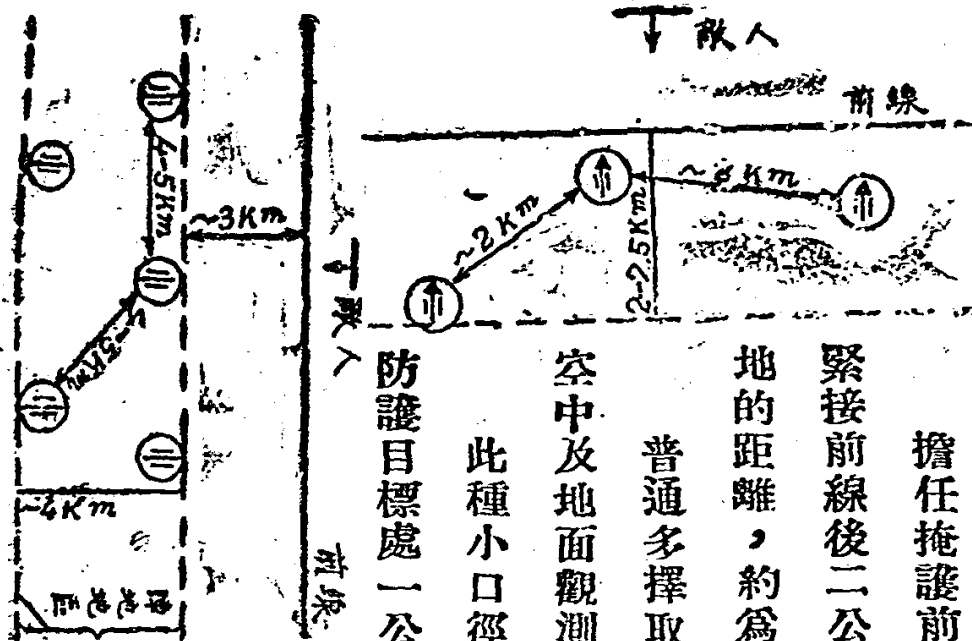 敵人
前線
~2Km
2-2.5Km
擔任掩護前
緊接前線後二公
地的距離，約爲
普通多擇取
空中及地面觀測
此種小口徑
防護目標處一公
4-5Km
~3Km
敵人
4-5Km
~4Km
前線